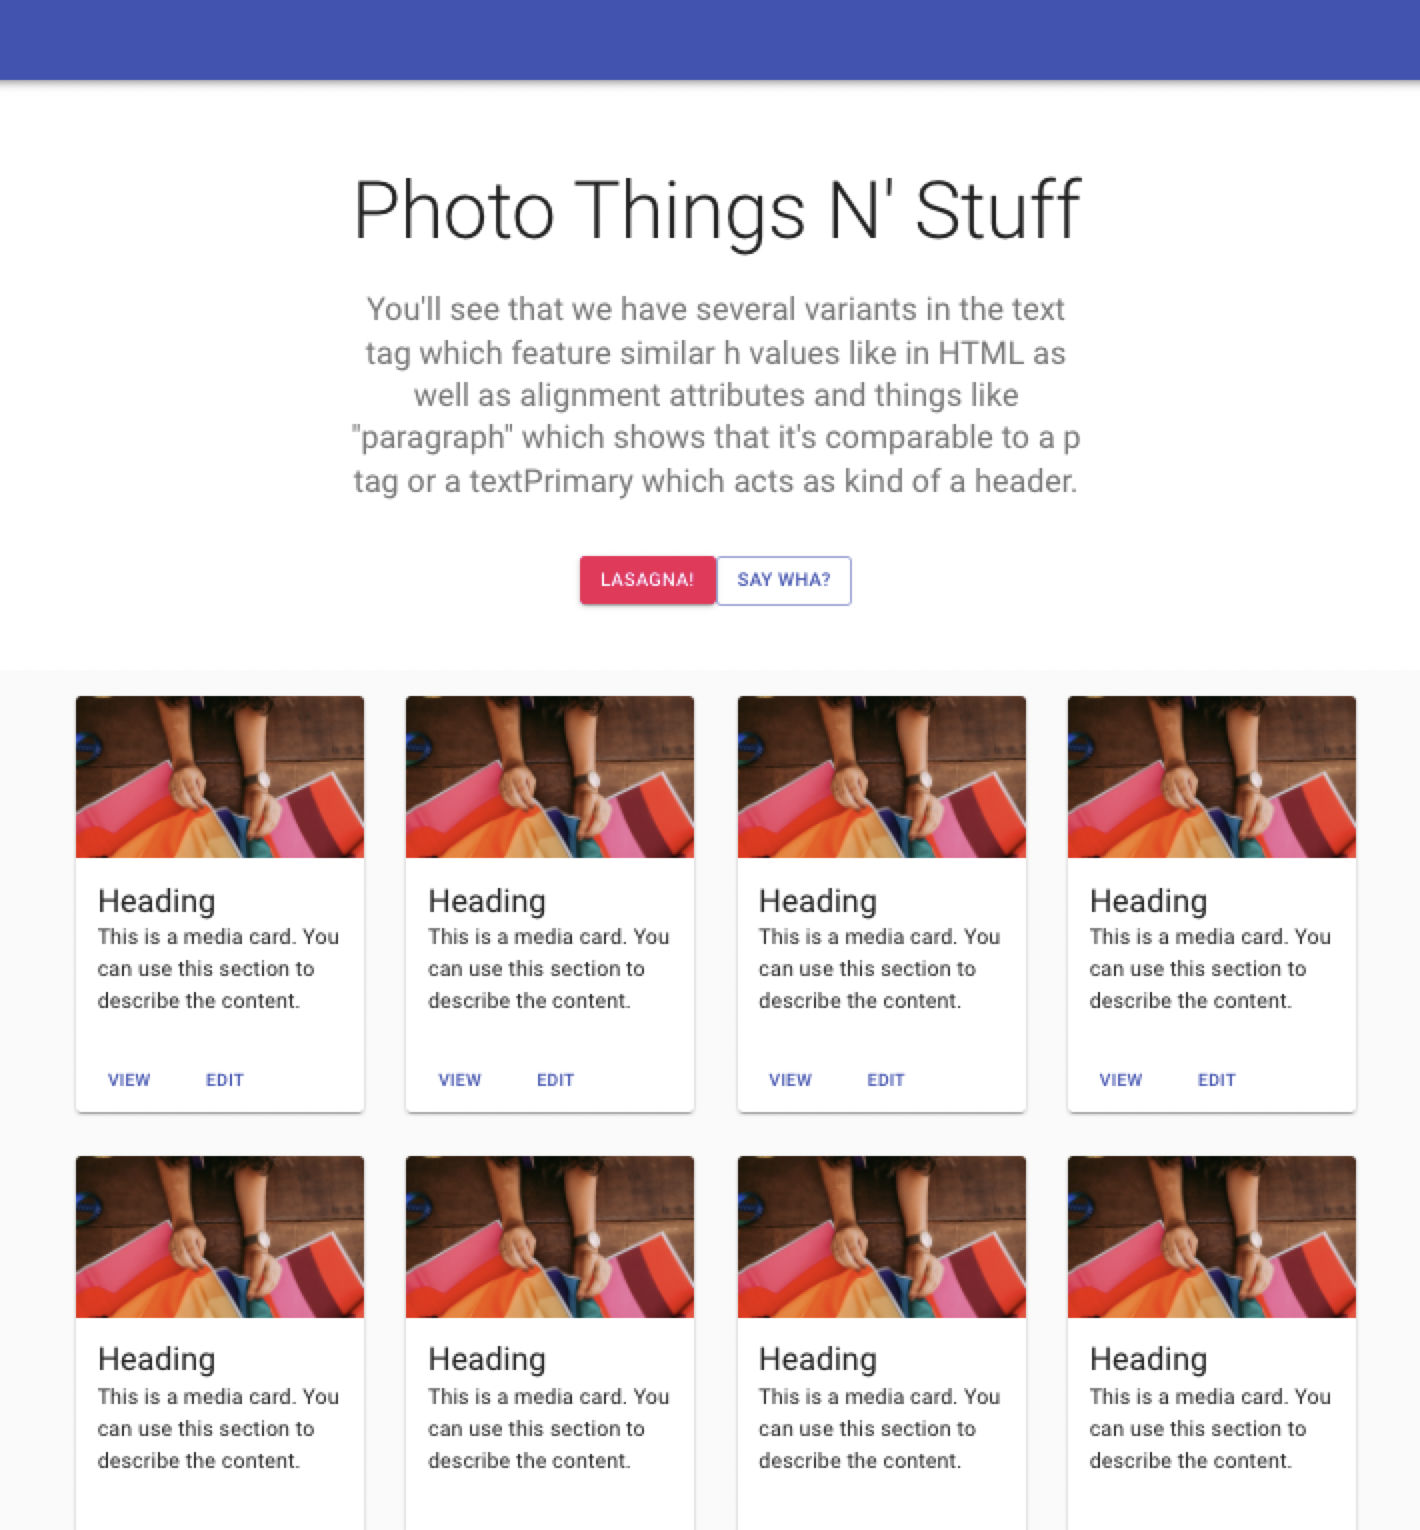 Photo Things N' Stuff
You'll see that we have several variants in the text
tag which feature similar h values like in HTML as
well as alignment attributes and things like
"paragraph" which shows that it's comparable to a p
tag or a textPrimary which acts as kind of a header.
LASAGNA! SAY WHA?
Heading
This is a media card. You
can use this section to
describe the content.
VIEW EDIT
Heading
This is a media card. You
can use this section to
describe the content.
VIEW EDIT
Heading
This is a media card. You
can use this section to
describe the content.
VIEW EDIT
Heading
This is a media card. You
can use this section to
describe the content.
VIEW EDIT
Heading
This is a media card. You
can use this section to
describe the content.
Heading
This is a media card. You
can use this section to
describe the content.
Heading
This is a media card. You
can use this section to
describe the content.
Heading
This is a media card. You
can use this section to
describe the content.